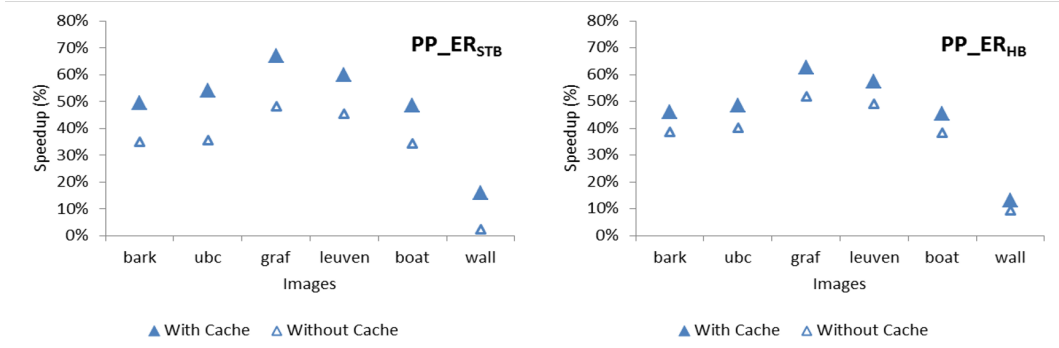 PP_ER_STB
Speedup (%)
80%
70%
60%
50%
40%
30%
20%
10%
0%
bark ubc graf leuven boat wall
Images
With Cache Without Cache
PP_ER_HB
Speedup (%)
80%
70%
60%
50%
40%
30%
20%
10%
0%
bark ubc graf leuven boat wall
Images
With Cache Without Cache